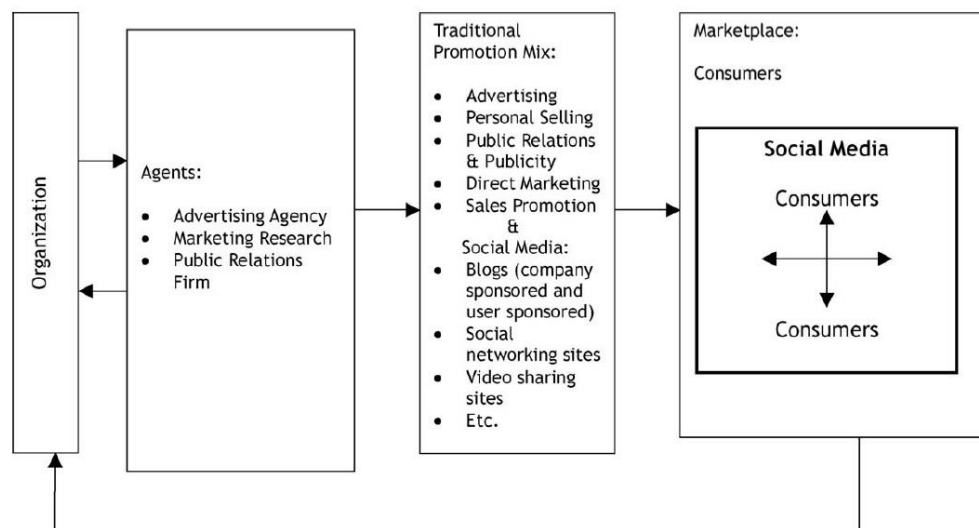 Organization
Agents:
• Advertising Agency
• Marketing Research
• Public Relations
Firm
Traditional
Promotion Mix:
• Advertising
• Personal Selling
• Public Relations
& Publicity
• Direct Marketing
• Sales Promotion
&
Social Media:
• Blogs (company
sponsored and
user sponsored)
• Social
networking sites
• Video sharing
sites
• Etc.
Marketplace:
Consumers
Social Media
Consumers
Consumers